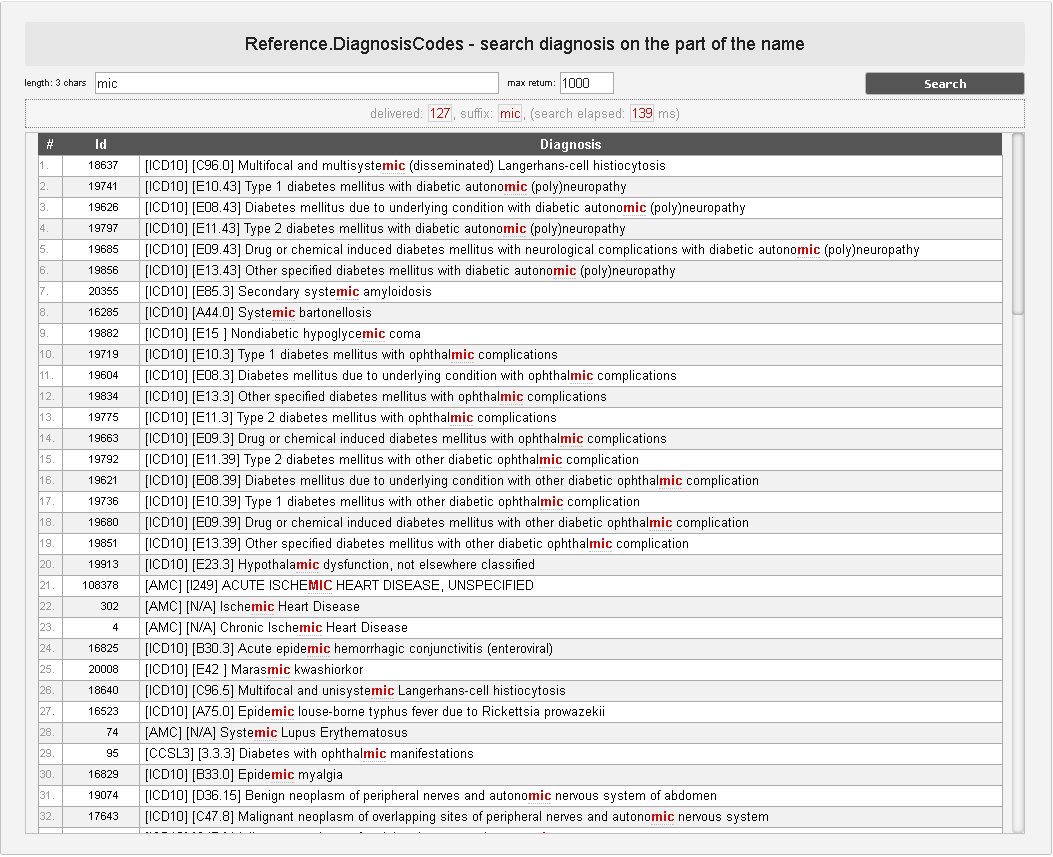 Reference.DiagnosisCodes - search diagnosis on the part of the name
length: 3 chars mic max return: 1000 Search
delivered: 127, suffix: mic, (search elapsed: 139 ms)
# Id Diagnosis
1. 18637 [ICD10] [C96.0] Multifocal and multisystemic (disseminated) Langerhans-cell histiocytosis
2. 19741 [ICD10] [E10.43] Type 1 diabetes mellitus with diabetic autonomic (poly)neuropathy
3. 19626 [ICD10] [E08.43] Diabetes mellitus due to underlying condition with diabetic autonomic (poly)neuropathy
4. 19797 [ICD10] [E11.43] Type 2 diabetes mellitus with diabetic autonomic (poly)neuropathy
5. 19685 [ICD10] [E09.43] Drug or chemical induced diabetes mellitus with neurological complications with diabetic autonomic (poly)neuropathy
6. 19856 [ICD10] [E13.43] Other specified diabetes mellitus with diabetic autonomic (poly)neuropathy
7. 20355 [ICD10] [E85.3] Secondary systemic amyloidosis
8. 16285 [ICD10] [A44.0] Systemic bartonellosis
9. 19882 [ICD10] [E15 ] Nondiabetic hypoglycemic coma
10. 19719 [ICD10] [E10.3] Type 1 diabetes mellitus with ophthalmic complications
11. 19604 [ICD10] [E08.3] Diabetes mellitus due to underlying condition with ophthalmic complications
12. 19834 [ICD10] [E13.3] Other specified diabetes mellitus with ophthalmic complications
13. 19775 [ICD10] [E11.3] Type 2 diabetes mellitus with ophthalmic complications
14. 19663 [ICD10] [E09.3] Drug or chemical induced diabetes mellitus with ophthalmic complications
15. 19792 [ICD10] [E11.39] Type 2 diabetes mellitus with other diabetic ophthalmic complication
16. 19621 [ICD10] [E08.39] Diabetes mellitus due to underlying condition with other diabetic ophthalmic complication
17. 19736 [ICD10] [E10.39] Type 1 diabetes mellitus with other diabetic ophthalmic complication
18. 19680 [ICD10] [E09.39] Drug or chemical induced diabetes mellitus with other diabetic ophthalmic complication
19. 19851 [ICD10] [E13.39] Other specified diabetes mellitus with other diabetic ophthalmic complication
20. 19913 [ICD10] [E23.3] Hypothalamic dysfunction, not elsewhere classified
21. 108378 [AMC] [I249] ACUTE ISCHEMIC HEART DISEASE, UNSPECIFIED
22. 302 [AMC] [N/A] Ischemic Heart Disease
23. 4 [AMC] [N/A] Chronic Ischemic Heart Disease
24. 16825 [ICD10] [B30.3] Acute epidemic hemorrhagic conjunctivitis (enteroviral)
25. 20008 [ICD10] [E42 ] Marasmic kwashiorkor
26. 18640 [ICD10] [C96.5] Multifocal and unisystemic Langerhans-cell histiocytosis
27. 16523 [ICD10] [A75.0] Epidemic louse-borne typhus fever due to Rickettsia prowazekii
28. 74 [AMC] [N/A] Systemic Lupus Erythematosus
29. 95 [CCSL3] [3.3.3] Diabetes with ophthalmic manifestations
30. 16829 [ICD10] [B33.0] Epidemic myalgia
31. 19074 [ICD10] [D36.15] Benign neoplasm of peripheral nerves and autonomic nervous system of abdomen
32. 17643 [ICD10] [C47.8] Malignant neoplasm of overlapping sites of peripheral nerves and autonomic nervous system